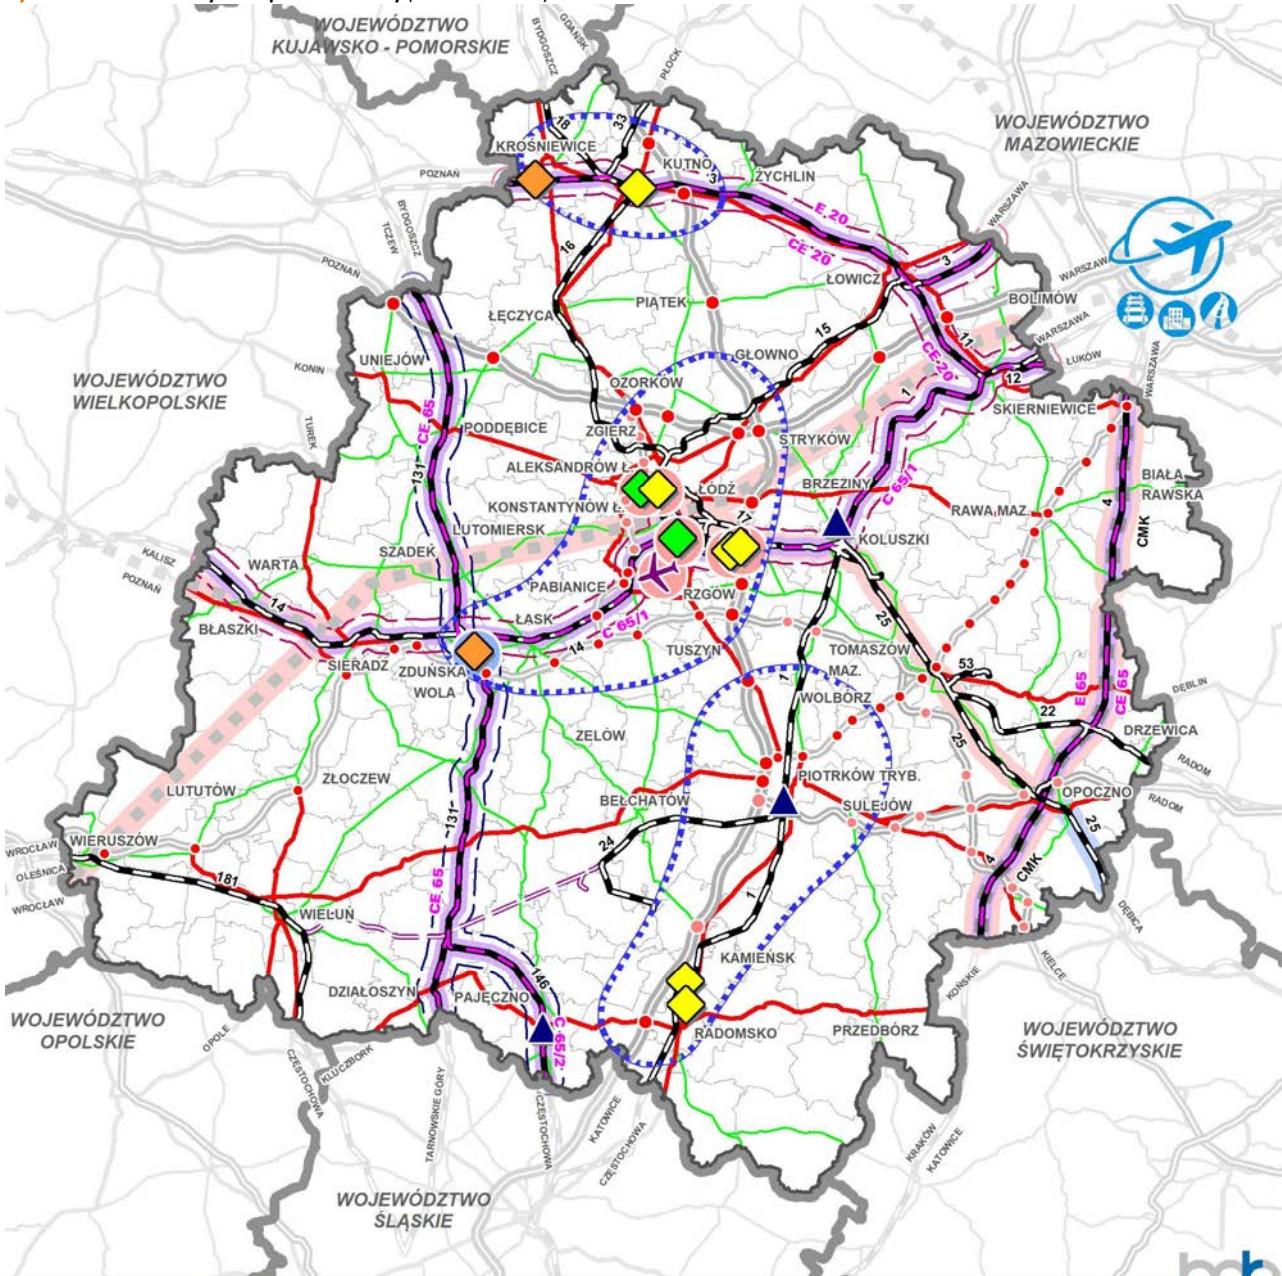 WOJEWÓDZTWO
KUJAWSKO - POMORSKIE
BYDGOSZCZ
GDAŃSK
PŁOCK
WOJEWÓDZTWO
MAZOWIECKIE
18
33
KROŚNIEWICE
KUTNO
3
ŻYCHLIN
POZNAŃ
BYDGOSZCZ
TCZEW
WARSZAWA
E 20
CE 20
16
POZNAŃ
ŁOWICZ
3
WARSZAWA
PIĄTEK
BOLIMÓW
ŁĘCZYCA
15
GŁOWNO
11
WARSZAWA
ŁUKÓW
WARSZAWA
UNIEJÓW
KONIN
CE 20
12
WOJEWÓDZTWO
WIELKOPOLSKIE
OZORKÓW
1
SKIERNIEWICE
TUREK
CE 65
PODDĘBICE
ZGIERZ
STRYKÓW
131
ALEKSANDRÓW Ł.
ŁÓDŹ
BRZEZINY
C 65/1
BIAŁA
RAWSKA
4
KONSTANTYNÓW Ł.
17
RAWA MAZ.
CMK
LUTOMIERSK
KOLUSZKI
SZADEK
KALISZ
POZNAŃ
WARTA
PABIANICE
RZGÓW
14
BŁASZKI
ŁASK
C 65/1
25
14
TUSZYN
TOMASZÓW
MAZ.
SIERADZ
ZDUŃSKA
WOLA
1
53
E 65
CE 65
DĘBLIN
WOLBÓRZ
22
ZELÓW
25
DRZEWICA
RADOM
ZŁOCZEW
PIOTRKÓW TRYB.
LUTUTÓW
BEŁCHATÓW
SULEJÓW
OPOCZNO
RADOM
131
25
WIERUSZÓW
WROCŁAW
OLEŚNICA
WROCŁAW
24
4
CMK
181
CE 65
1
WIELUŃ
DĘBICA
KAMIEŃSK
KIELCE
KOŃSKIE
146
DZIAŁOSZYN
PAJĘCZNO
C 65/2
RADOMSKO
PRZEDBÓRZ
WOJEWÓDZTWO
OPOLSKIE
WOJEWÓDZTWO
ŚWIĘTOKRZYSKIE
OPOLE
CZĘSTOCHOWA
KLUCZBORK
TARNOWSKIE GÓRY
CZĘSTOCHOWA
KATOWICE
CZĘSTOCHOWA
KRAKÓW
KATOWICE
WOJEWÓDZTWO
ŚLĄSKIE